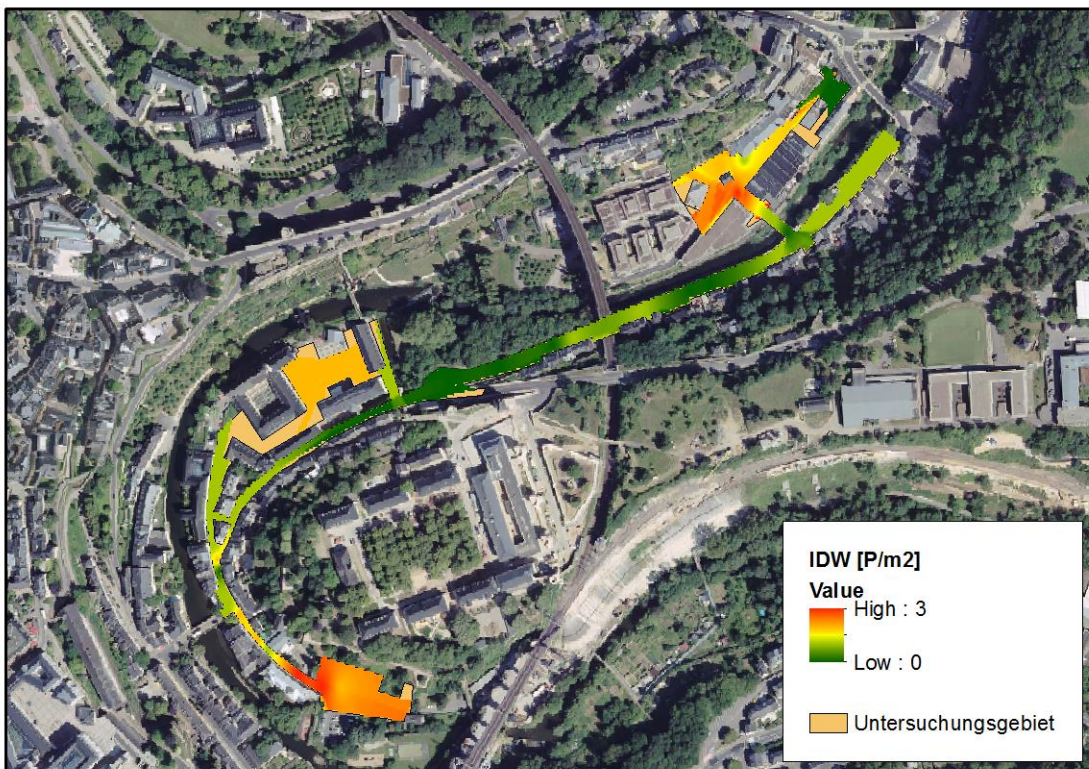 IDW [P/m2]
Value
High : 3
Low : 0
Untersuchungsgebiet